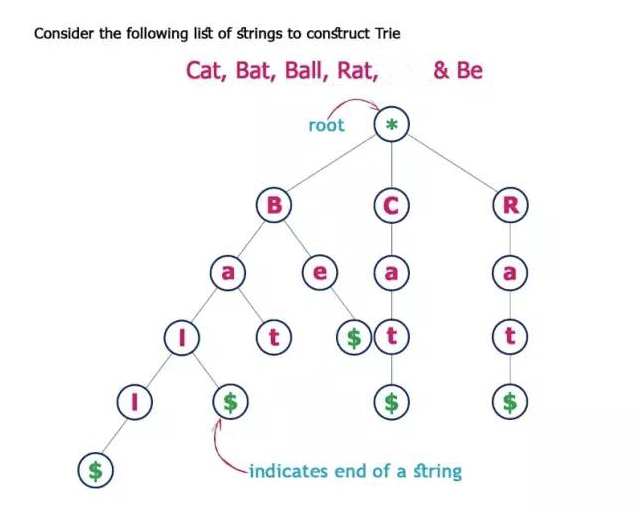 Consider the following list of strings to construct Trie
Cat, Bat, Ball, Rat, & Be
root *
B C R
a e a a
l t $ t t
l $ $ $
$
indicates end of a string